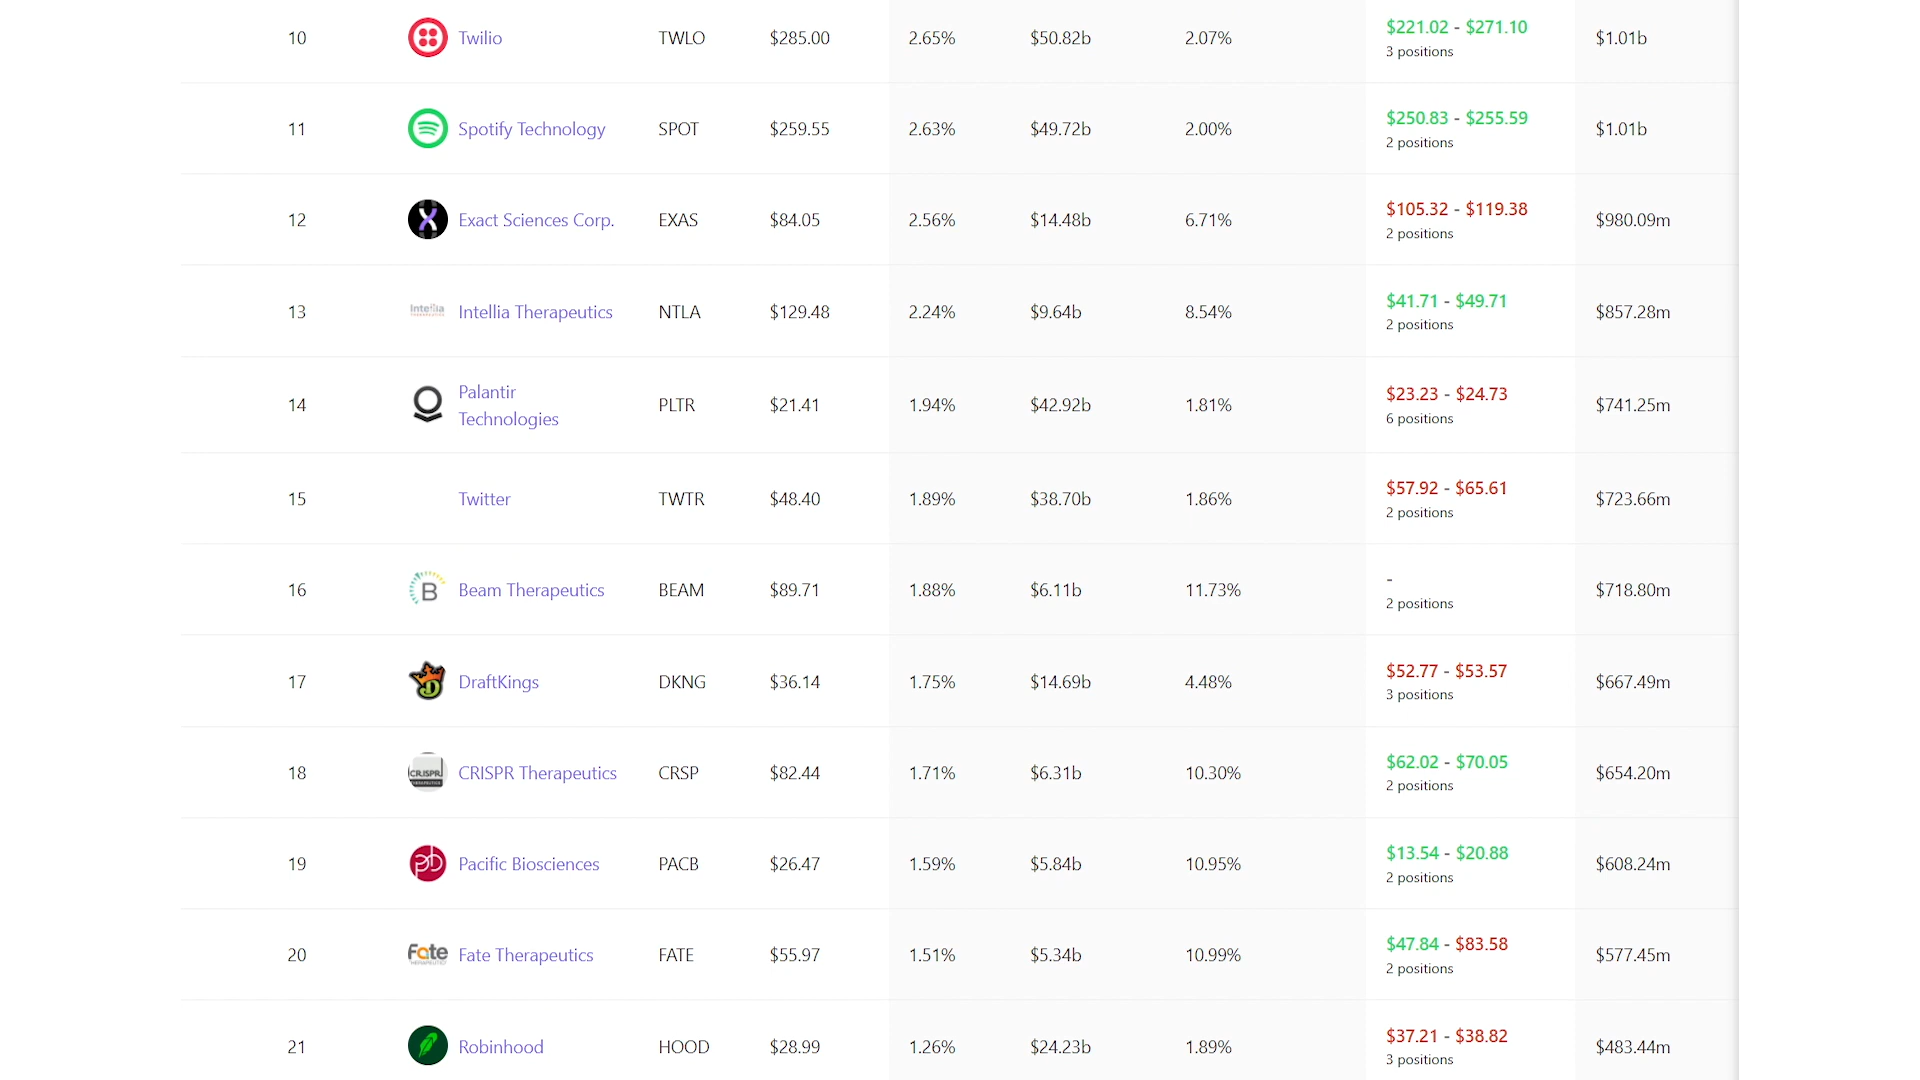 10 Twilio TWLO $285.00 2.65% $50.82b 2.07% $221.02 - $271.10 $1.01b
3 positions
11 Spotify Technology SPOT $259.55 2.63% $49.72b 2.00% $250.83 - $255.59 $1.01b
2 positions
12 Exact Sciences Corp. EXAS $84.05 2.56% $14.48b 6.71% $105.32 - $119.38 $980.09m
2 positions
13 Intellia Intellia Therapeutics NTLA $129.48 2.24% $9.64b 8.54% $41.71 - $49.71 $857.28m
2 positions
14 Palantir PLTR $21.41 1.94% $42.92b 1.81% $23.23 - $24.73 $741.25m
Technologies 6 positions
15 Twitter TWTR $48.40 1.89% $38.70b 1.86% $57.92 - $65.61 $723.66m
2 positions
16 B Beam Therapeutics BEAM $89.71 1.88% $6.11b 11.73% - $718.80m
2 positions
17 DraftKings DKNG $36.14 1.75% $14.69b 4.48% $52.77 - $53.57 $667.49m
3 positions
18 CRISPR CRISPR Therapeutics CRSP $82.44 1.71% $6.31b 10.30% $62.02 - $70.05 $654.20m
2 positions
19 pb Pacific Biosciences PACB $26.47 1.59% $5.84b 10.95% $13.54 - $20.88 $608.24m
2 positions
20 Fate Fate Therapeutics FATE $55.97 1.51% $5.34b 10.99% $47.84 - $83.58 $577.45m
2 positions
21 Robinhood HOOD $28.99 1.26% $24.23b 1.89% $37.21 - $38.82 $483.44m
3 positions